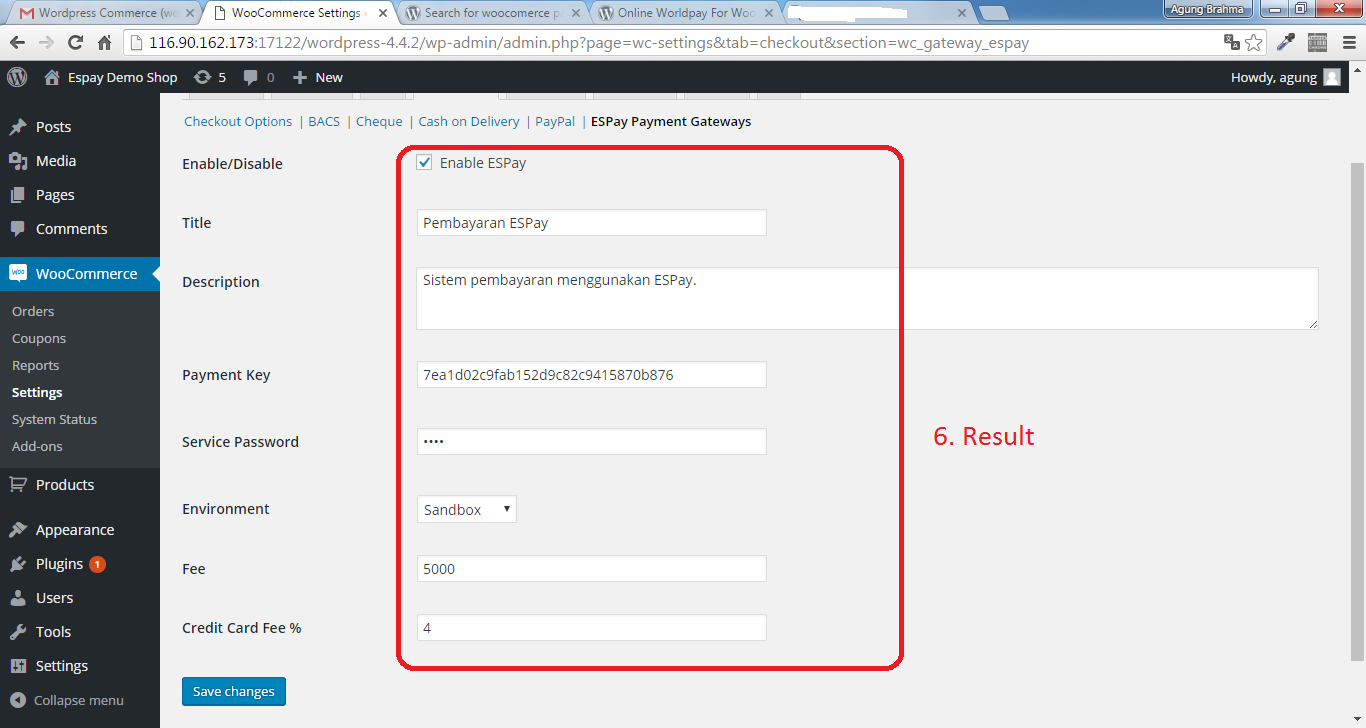 Wordpress Commerce (wo
WooCommerce Settings
Search for woocomerce p
Online Worldpay For Woo
Agung Brahma
116.90.162.173:17122/wordpress-4.4.2/wp-admin/admin.php?page=wc-settings&tab=checkout&section=wc_gateway_espay
Espay Demo Shop 5 0 New
Howdy, agung
Posts
Media
Pages
Comments
WooCommerce
Orders
Coupons
Reports
Settings
System Status
Add-ons
Products
Appearance
Plugins 1
Users
Tools
Settings
Collapse menu
Checkout Options | BACS | Cheque | Cash on Delivery | PayPal | ESPay Payment Gateways
Enable/Disable Enable ESPay
Title Pembayaran ESPay
Description Sistem pembayaran menggunakan ESPay.
Payment Key 7ea1d02c9fab152d9c82c9415870b876
Service Password ••••
6. Result
Environment Sandbox
Fee 5000
Credit Card Fee % 4
Save changes